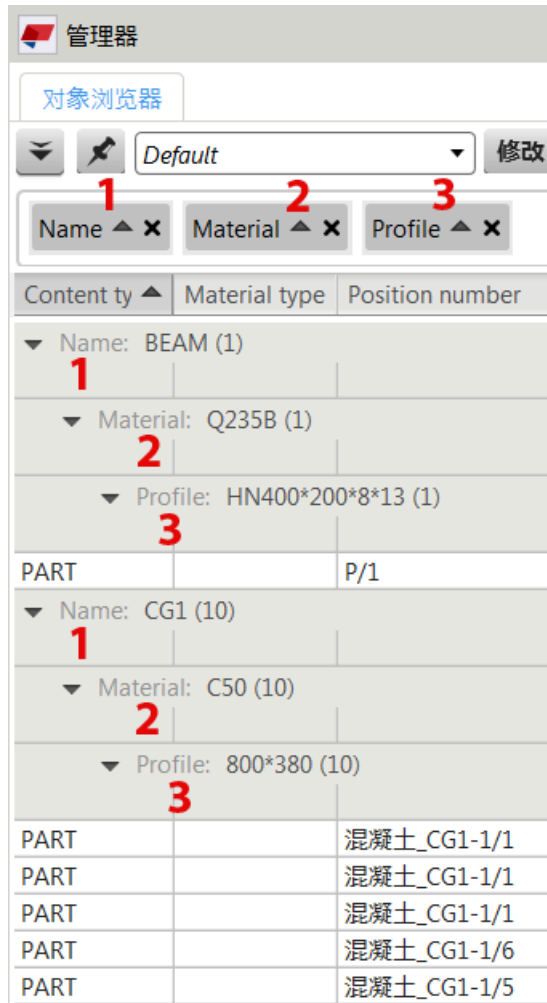 管理器
对象浏览器
Default 修改
1 2 3
Name Material Profile
Content ty Material type Position number
Name: BEAM (1)
1
Material: Q235B (1)
2
Profile: HN400*200*8*13 (1)
3
PART P/1
Name: CG1 (10)
1
Material: C50 (10)
2
Profile: 800*380 (10)
3
PART 混凝土_CG1-1/1
PART 混凝土_CG1-1/1
PART 混凝土_CG1-1/1
PART 混凝土_CG1-1/6
PART 混凝土_CG1-1/5